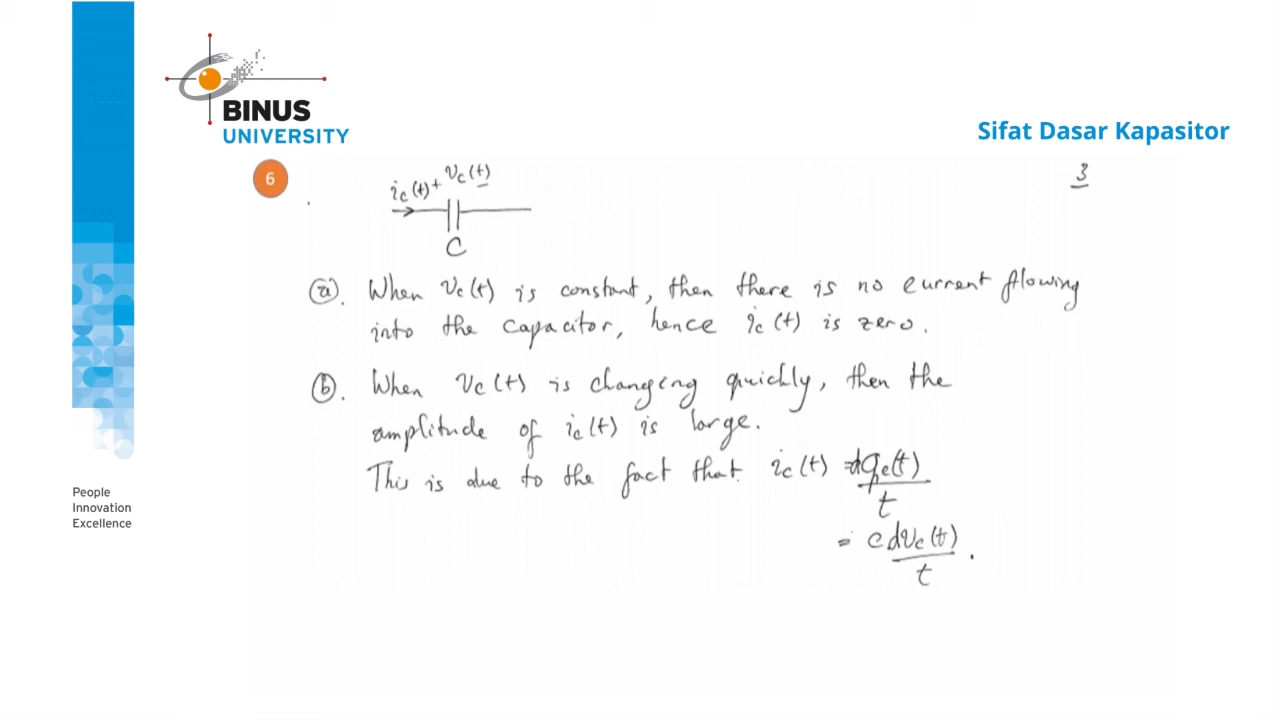 BINUS
UNIVERSITY
Sifat Dasar Kapasitor
6
3
ic(t) + vc(t) -
C
(a). When vc(t) is constant, then there is no current flowing
into the capacitor, hence ic(t) is zero.
(b). When vc(t) is changing quickly, then the
amplitude of ic(t) is large.
This is due to the fact that ic(t) = dqc(t)
t
= C dvc(t)
t .
People
Innovation
Excellence